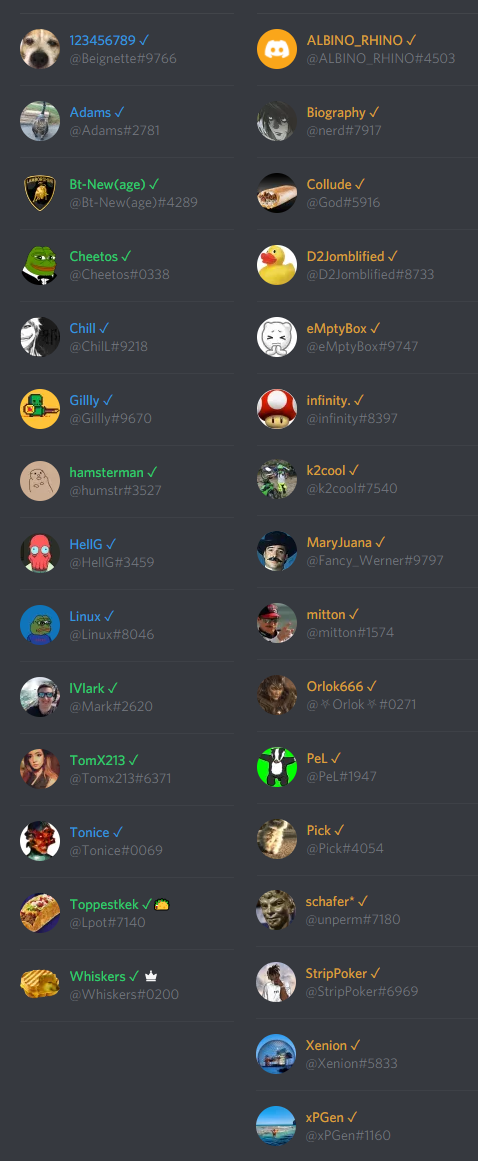 123456789 ✓
@Beignette#9766
Adams ✓
@Adams#2781
Bt-New(age) ✓
@Bt-New(age)#4289
Cheetos ✓
@Cheetos#0338
Chill ✓
@ChilL#9218
Gillly ✓
@Gillly#9670
hamsterman ✓
@humstr#3527
HellG ✓
@HellG#3459
Linux ✓
@Linux#8046
IVlark ✓
@Mark#2620
TomX213 ✓
@Tomx213#6371
Tonice ✓
@Tonice#0069
Toppestkek ✓🌮
@Lpot#7140
Whiskers ✓
@Whiskers#0200
ALBINO_RHINO ✓
@ALBINO_RHINO#4503
Biography ✓
@nerd#7917
Collude ✓
@God#5916
D2Jomblified ✓
@D2Jomblified#8733
eMptyBox ✓
@eMptyBox#9747
infinity. ✓
@infinity#8397
k2cool ✓
@k2cool#7540
MaryJuana ✓
@Fancy_Werner#9797
mitton ✓
@mitton#1574
Orlok666 ✓
@⛧Orlok⛧#0271
PeL ✓
@PeL#1947
Pick ✓
@Pick#4054
schafer* ✓
@unperm#7180
StripPoker ✓
@StripPoker#6969
Xenion ✓
@Xenion#5833
xPGen ✓
@xPGen#1160